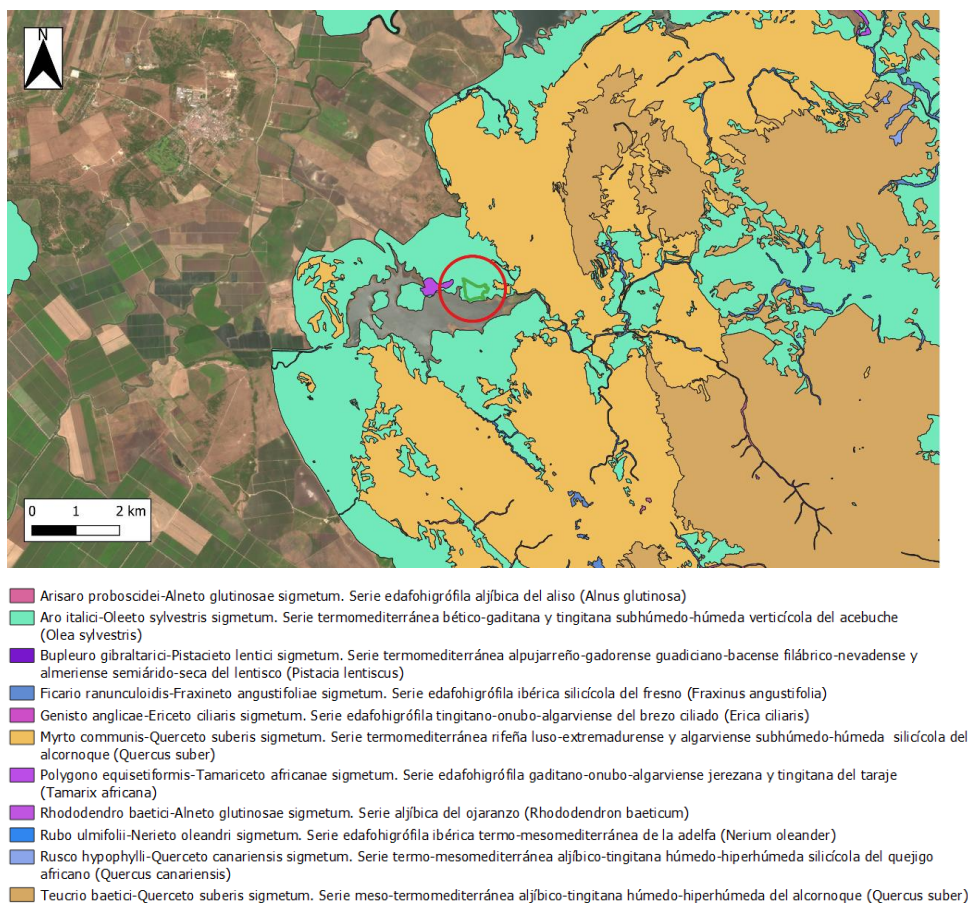 N
0 1 2 km
Arisaro proboscidei-Alneto glutinosae sigmetum. Serie edafohigrófila aljíbica del aliso (Alnus glutinosa)
Aro italici-Oleeto sylvestris sigmetum. Serie termomediterránea bético-gaditana y tingitana subhúmedo-húmeda verticícola del acebuche
(Olea sylvestris)
Bupleuro gibraltarici-Pistacieto lentici sigmetum. Serie termomediterránea alpujarreño-gadorense guadiciano-bacense filábrico-nevadense y
almeriense semiárido-seca del lentisco (Pistacia lentiscus)
Ficario ranunculoidis-Fraxineto angustifoliae sigmetum. Serie edafohigrófila ibérica silicícola del fresno (Fraxinus angustifolia)
Genisto anglicae-Ericeto ciliaris sigmetum. Serie edafohigrófila tingitano-onubo-algarviense del brezo ciliado (Erica ciliaris)
Myrto communis-Querceto suberis sigmetum. Serie termomediterránea rifeña luso-extremadurense y algarviense subhúmedo-húmeda silicícola del
alcornoque (Quercus suber)
Polygono equisetiformis-Tamariceto africanae sigmetum. Serie edafohigrófila gaditano-onubo-algarviense jerezana y tingitana del taraje
(Tamarix africana)
Rhododendro baetici-Alneto glutinosae sigmetum. Serie aljíbica del ojaranzo (Rhododendron baeticum)
Rubo ulmifolii-Nerieto oleandri sigmetum. Serie edafohigrófila ibérica termo-mesomediterránea de la adelfa (Nerium oleander)
Rusco hypophylli-Querceto canariensis sigmetum. Serie termo-mesomediterránea aljíbico-tingitana húmedo-hiperhúmeda silicícola del quejigo
africano (Quercus canariensis)
Teucrio baetici-Querceto suberis sigmetum. Serie meso-termomediterránea aljíbico-tingitana húmedo-hiperhúmeda del alcornoque (Quercus suber)